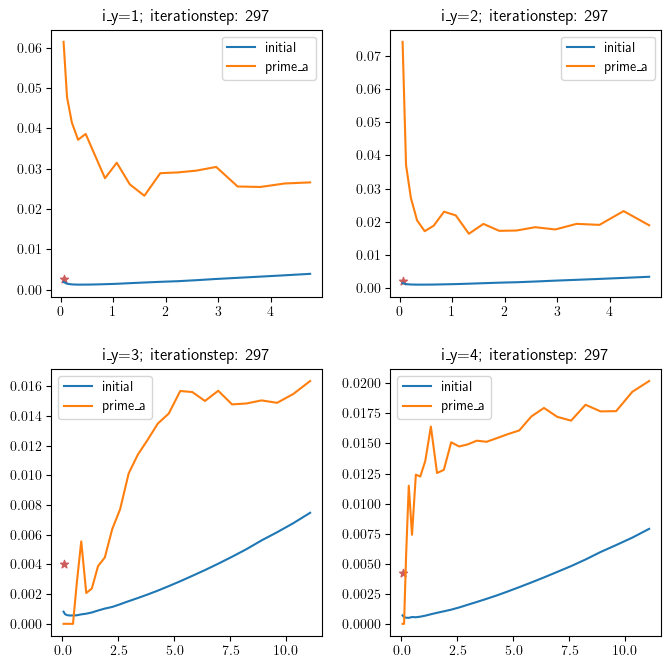 i_y=1; iterationstep: 297
0.06
0.05
0.04
0.03
0.02
0.01
0.00
0 1 2 3 4
initial
prime_a
i_y=2; iterationstep: 297
0.07
0.06
0.05
0.04
0.03
0.02
0.01
0.00
0 1 2 3 4
initial
prime_a
i_y=3; iterationstep: 297
0.016
0.014
0.012
0.010
0.008
0.006
0.004
0.002
0.000
0.0 2.5 5.0 7.5 10.0
initial
prime_a
i_y=4; iterationstep: 297
0.0200
0.0175
0.0150
0.0125
0.0100
0.0075
0.0050
0.0025
0.0000
0.0 2.5 5.0 7.5 10.0
initial
prime_a